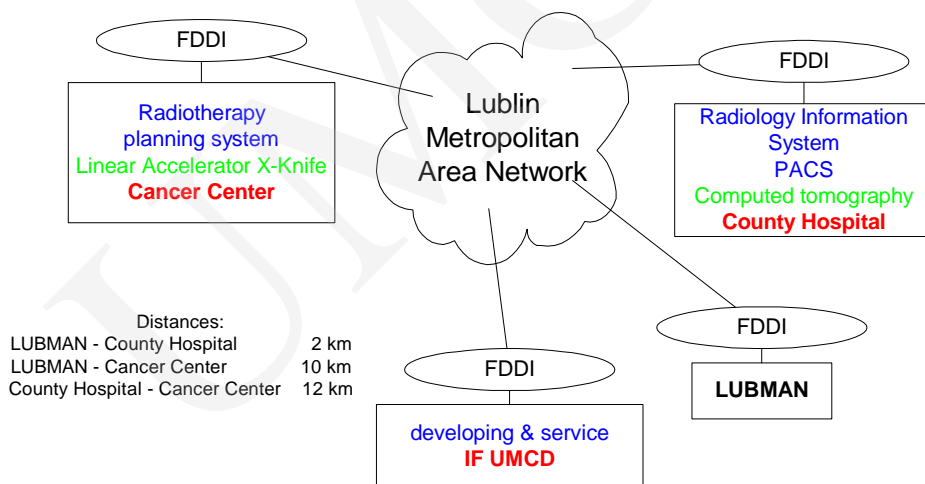 FDDI
Radiotherapy
planning system
Linear Accelerator X-Knife
Cancer Center
Lublin
Metropolitan
Area Network
FDDI
Radiology Information
System
PACS
Computed tomography
County Hospital
Distances:
LUBMAN - County Hospital 2 km
LUBMAN - Cancer Center 10 km
County Hospital - Cancer Center 12 km
FDDI
developing & service
IF UMCD
FDDI
LUBMAN
UMC